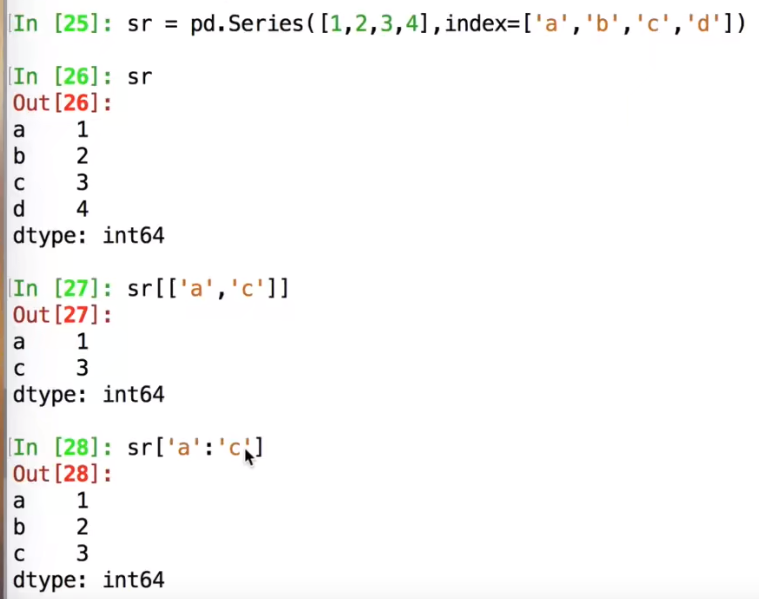 In [25]: sr = pd.Series([1,2,3,4],index=['a','b','c','d'])
In [26]: sr
Out[26]:
a    1
b    2
c    3
d    4
dtype: int64
In [27]: sr[['a','c']]
Out[27]:
a    1
c    3
dtype: int64
In [28]: sr['a':'c']
Out[28]:
a    1
b    2
c    3
dtype: int64